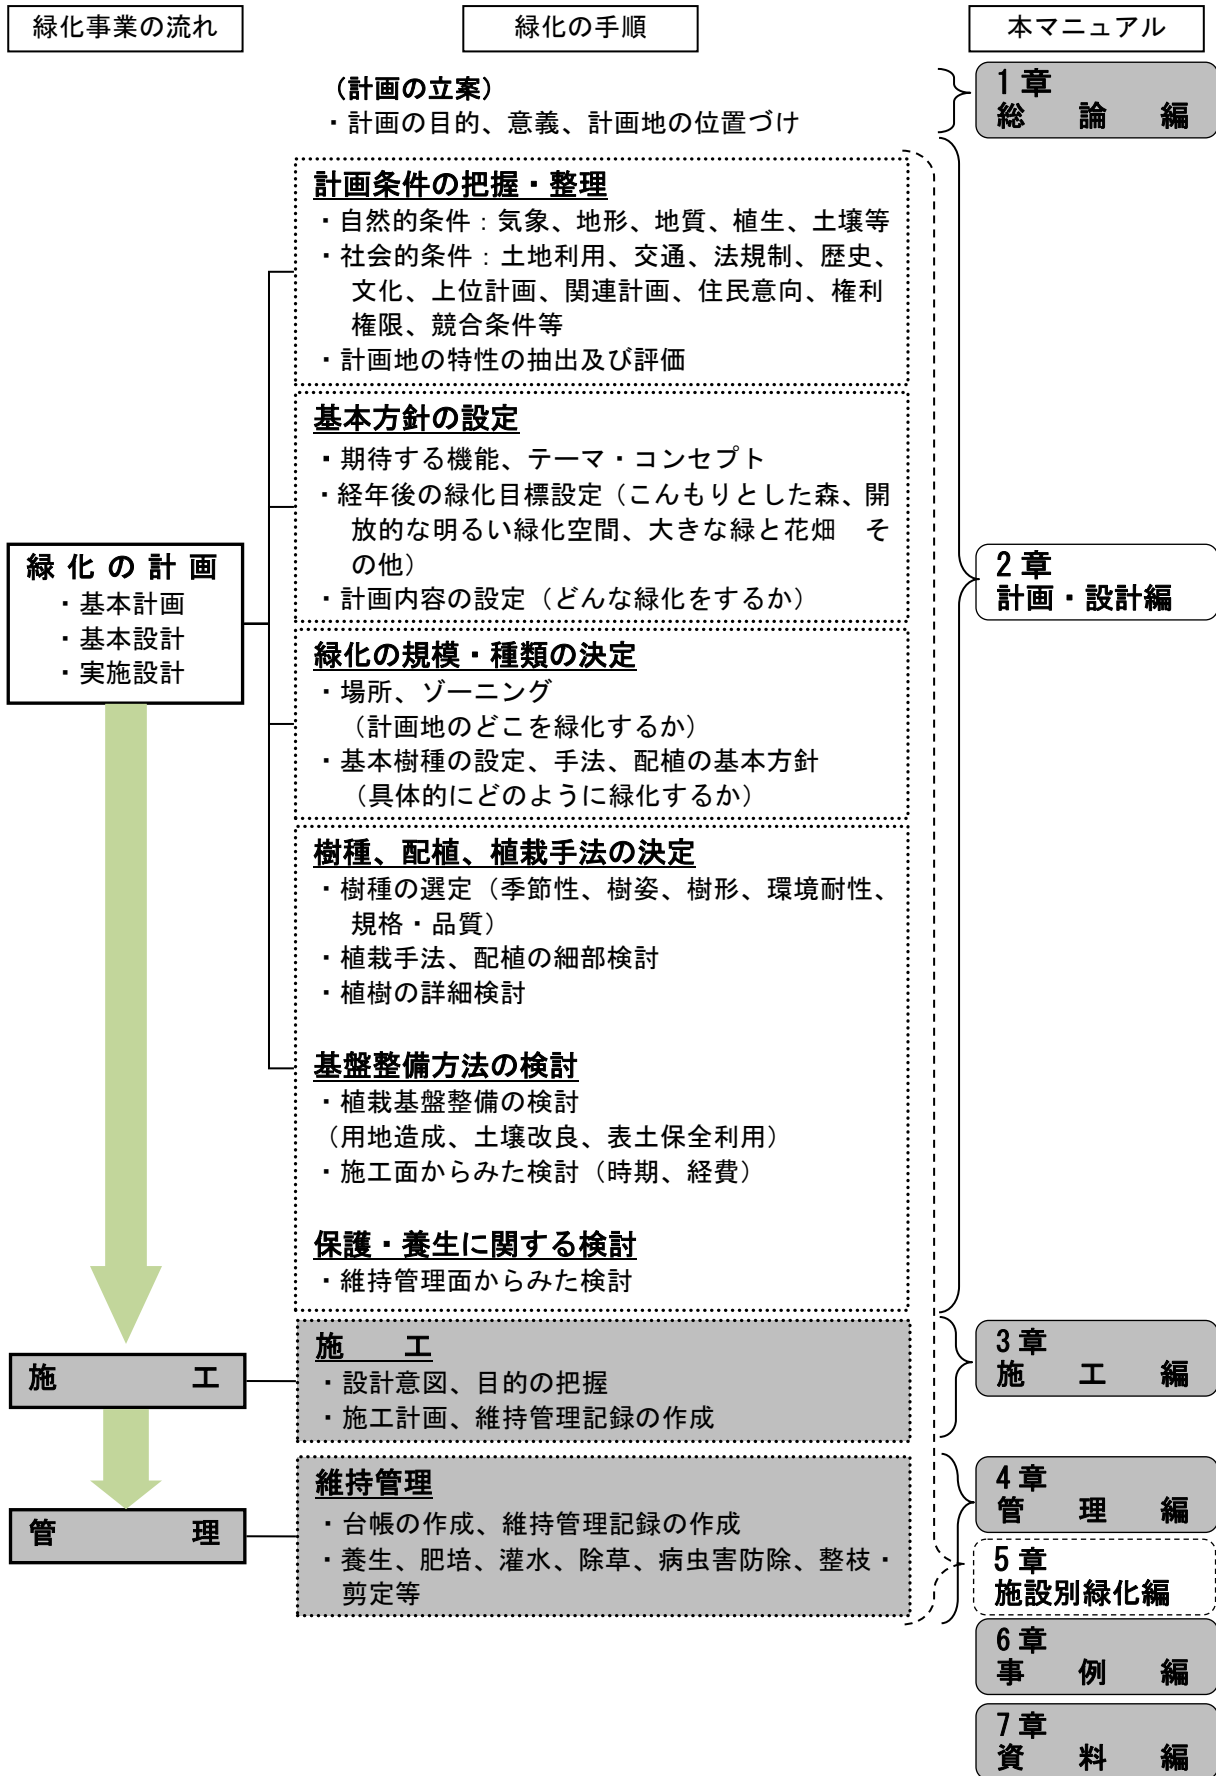 緑化事業の流れ
緑化の手順
本マニュアル
(計画の立案)
・計画の目的、意義、計画地の位置づけ
1章
総　論　編
計画条件の把握・整理
・自然的条件：気象、地形、地質、植生、土壌等
・社会的条件：土地利用、交通、法規制、歴史、
文化、上位計画、関連計画、住民意向、権利
権限、競合条件等
・計画地の特性の抽出及び評価
基本方針の設定
・期待する機能、テーマ・コンセプト
・経年後の緑化目標設定（こんもりとした森、開
放的な明るい緑化空間、大きな緑と花畑　そ
の他）
・計画内容の設定（どんな緑化をするか）
緑化の計画
・基本計画
・基本設計
・実施設計
2章
計画・設計編
緑化の規模・種類の決定
・場所、ゾーニング
（計画地のどこを緑化するか）
・基本樹種の設定、手法、配植の基本方針
（具体的にどのように緑化するか）
樹種、配植、植栽手法の決定
・樹種の選定（季節性、樹姿、樹形、環境耐性、
規格・品質）
・植栽手法、配植の細部検討
・植樹の詳細検討
基盤整備方法の検討
・植栽基盤整備の検討
（用地造成、土壌改良、表土保全利用）
・施工面からみた検討（時期、経費）
保護・養生に関する検討
・維持管理面からみた検討
施　工
施　工
・設計意図、目的の把握
・施工計画、維持管理記録の作成
3章
施　工　編
管　理
維持管理
・台帳の作成、維持管理記録の作成
・養生、肥培、灌水、除草、病虫害防除、整枝・
剪定等
4章
管　理　編
5章
施設別緑化編
6章
事　例　編
7章
資　料　編